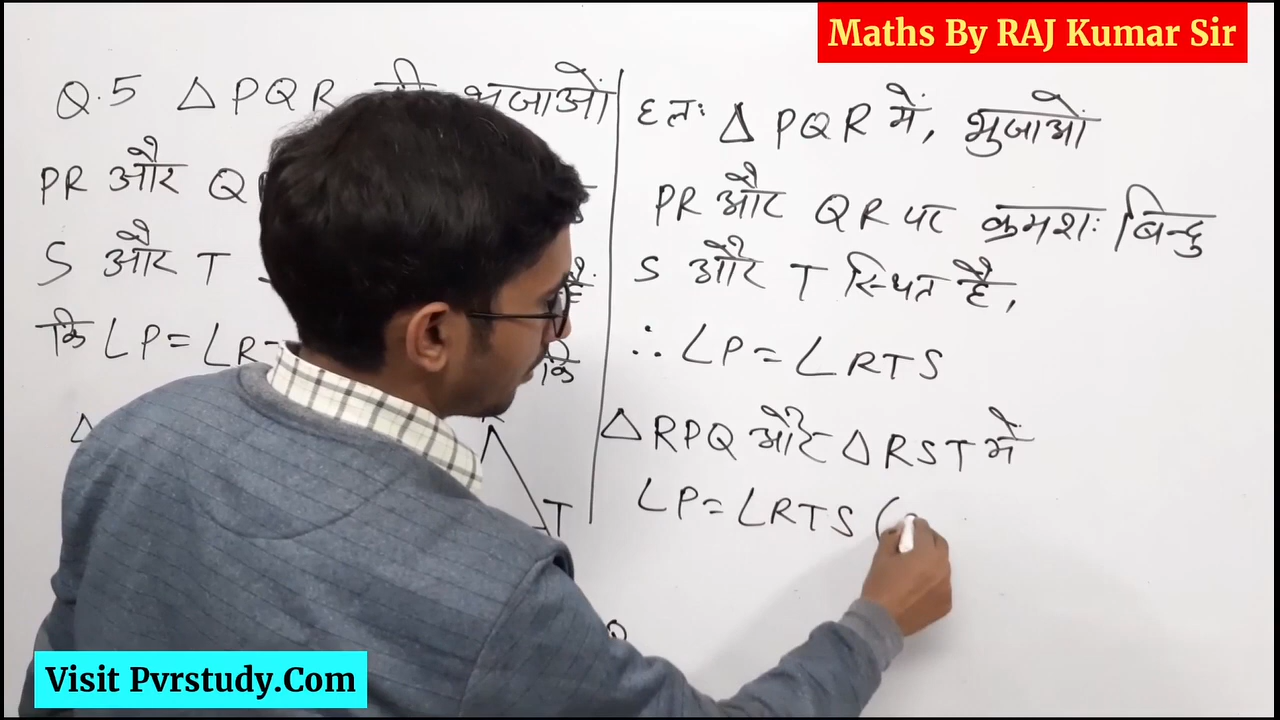 Maths By RAJ Kumar Sir
Q.5 △PQR की भुजाओं
PR और
S और T
कि ∠P=
कि
△
T
हल: △PQR में, भुजाओं
PR और QR पर क्रमशः बिन्दु
S और T स्थित है,
∴ ∠P = ∠RTS
△RPQ और △RST में
∠P = ∠RTS (
Visit Pvrstudy.Com